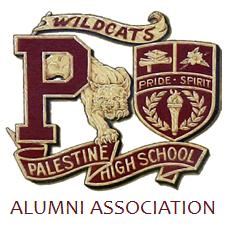 WILDCATS
P
PRIDE - SPIRIT
PALESTINE HIGH SCHOOL
ALUMNI ASSOCIATION